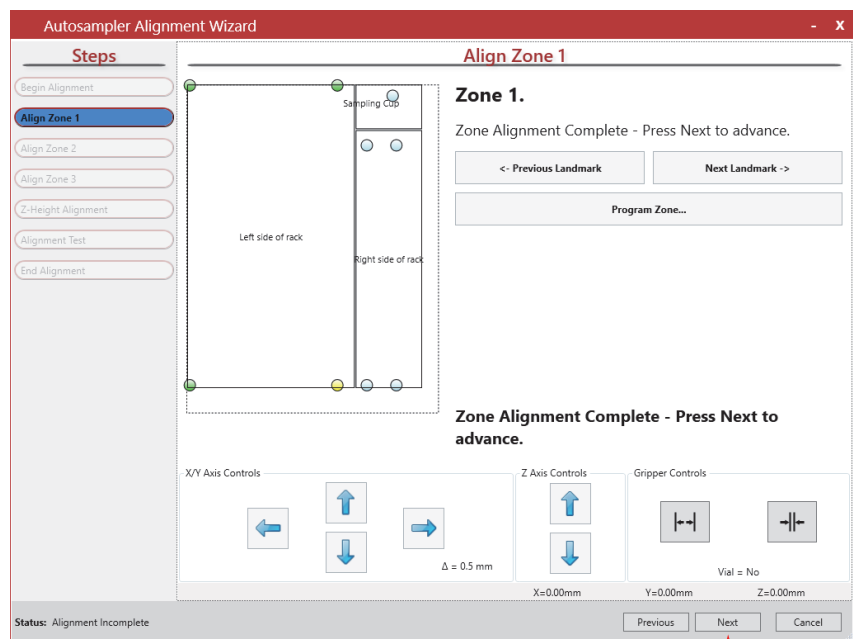 Autosampler Alignment Wizard
- X
Steps
Begin Alignment
Align Zone 1
Align Zone 2
Align Zone 3
Z-Height Alignment
Alignment Test
End Alignment
Align Zone 1
Sampling Cup
Left side of rack
Right side of rack
Zone 1.
Zone Alignment Complete - Press Next to advance.
<- Previous Landmark
Next Landmark ->
Program Zone...
Zone Alignment Complete - Press Next to
advance.
X/Y Axis Controls
Δ = 0.5 mm
Z Axis Controls
Gripper Controls
Vial = No
X=0.00mm Y=0.00mm Z=0.00mm
Status: Alignment Incomplete
Previous
Next
Cancel